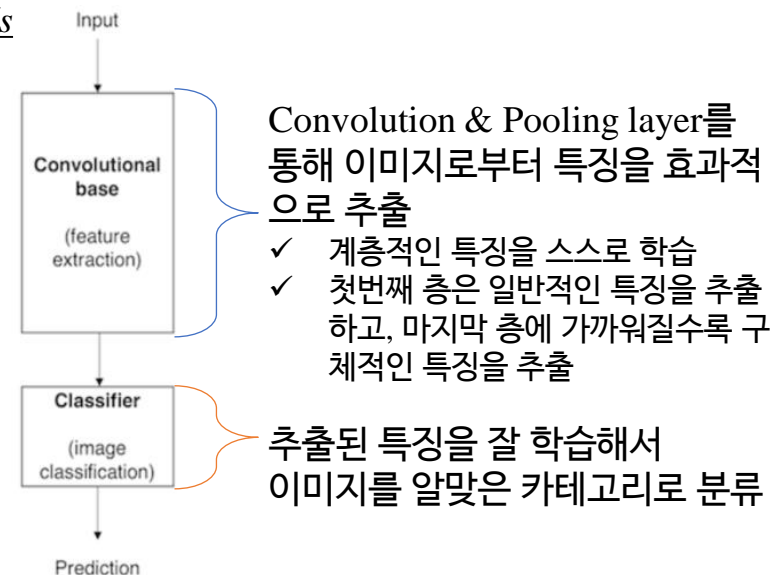 Input
Convolutional
base
(feature
extraction)
Convolution & Pooling layer를
통해 이미지로부터 특징을 효과적
으로 추출
✓ 계층적인 특징을 스스로 학습
✓ 첫번째 층은 일반적인 특징을 추출
하고, 마지막 층에 가까워질수록 구
체적인 특징을 추출
Classifier
(image
classification)
추출된 특징을 잘 학습해서
이미지를 알맞은 카테고리로 분류
Prediction